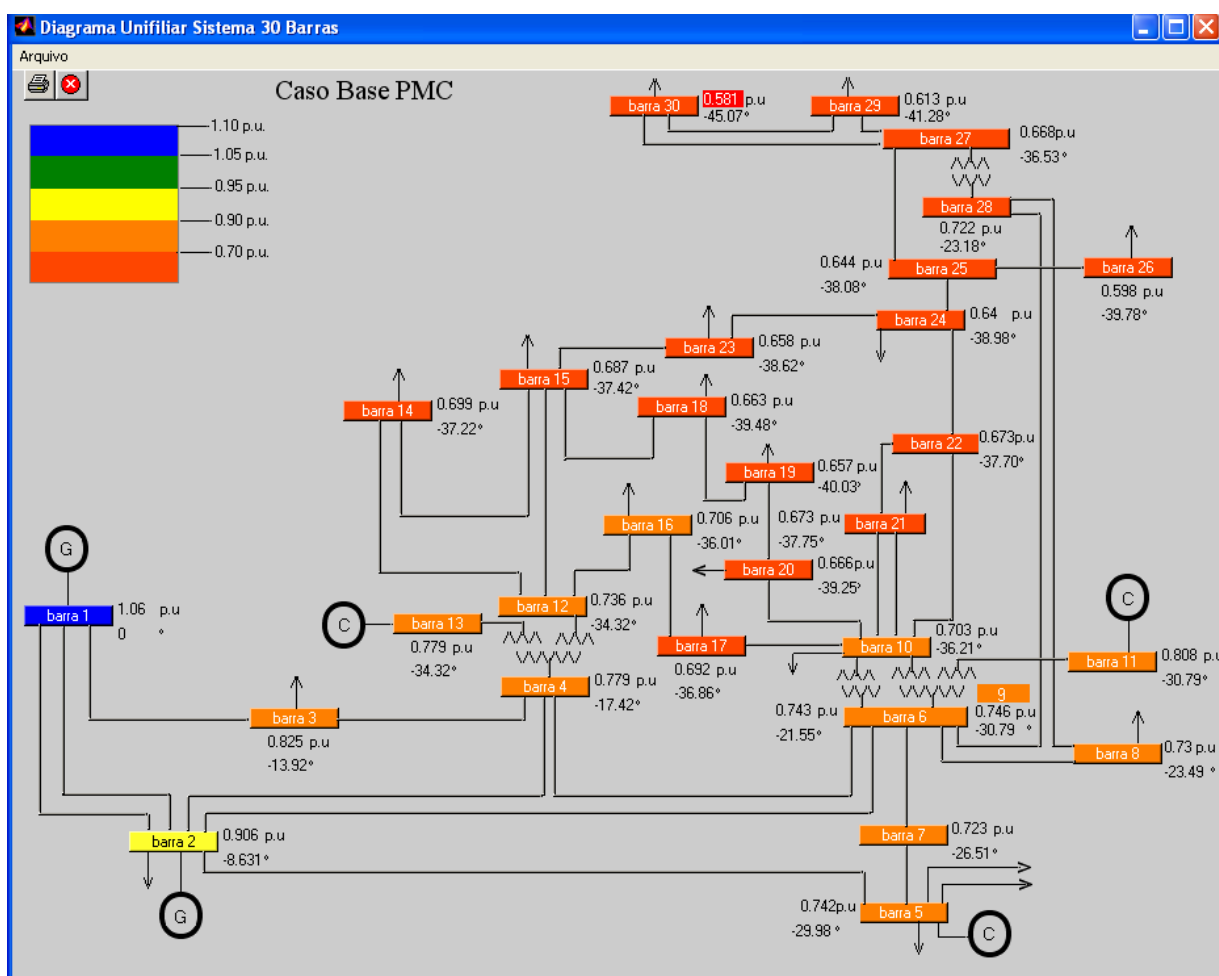 Diagrama Unifiliar Sistema 30 Barras
Arquivo
Caso Base PMC
1.10 p.u.
1.05 p.u.
0.95 p.u.
0.90 p.u.
0.70 p.u.
barra 30
0.581 p.u
-45.07°
barra 29
0.613 p.u
-41.28°
barra 27
0.668p.u
-36.53°
barra 28
0.722 p.u
-23.18°
0.644 p.u
-38.08°
barra 25
barra 26
0.598 p.u
-39.78°
barra 24
0.64 p.u
-38.98°
barra 23
0.658 p.u
-38.62°
barra 15
0.687 p.u
-37.42°
barra 14
0.699 p.u
-37.22°
barra 18
0.663 p.u
-39.48°
barra 22
0.673p.u
-37.70°
barra 19
0.657 p.u
-40.03°
barra 16
0.706 p.u
-36.01°
0.673 p.u
-37.75°
barra 21
barra 20
0.666p.u
-39.25°
G
barra 1
1.06 p.u
0 °
barra 12
0.736 p.u
-34.32°
C
barra 13
0.779 p.u
-34.32°
barra 17
0.692 p.u
-36.86°
barra 10
0.703 p.u
-36.21°
C
barra 11
0.808 p.u
-30.79°
barra 4
0.779 p.u
-17.42°
barra 3
0.825 p.u
-13.92°
0.743 p.u
-21.55°
barra 6
9
0.746 p.u
-30.79 °
barra 8
0.73 p.u
-23.49 °
barra 2
0.906 p.u
-8.631°
G
barra 7
0.723 p.u
-26.51°
0.742p.u
-29.98 °
barra 5
C